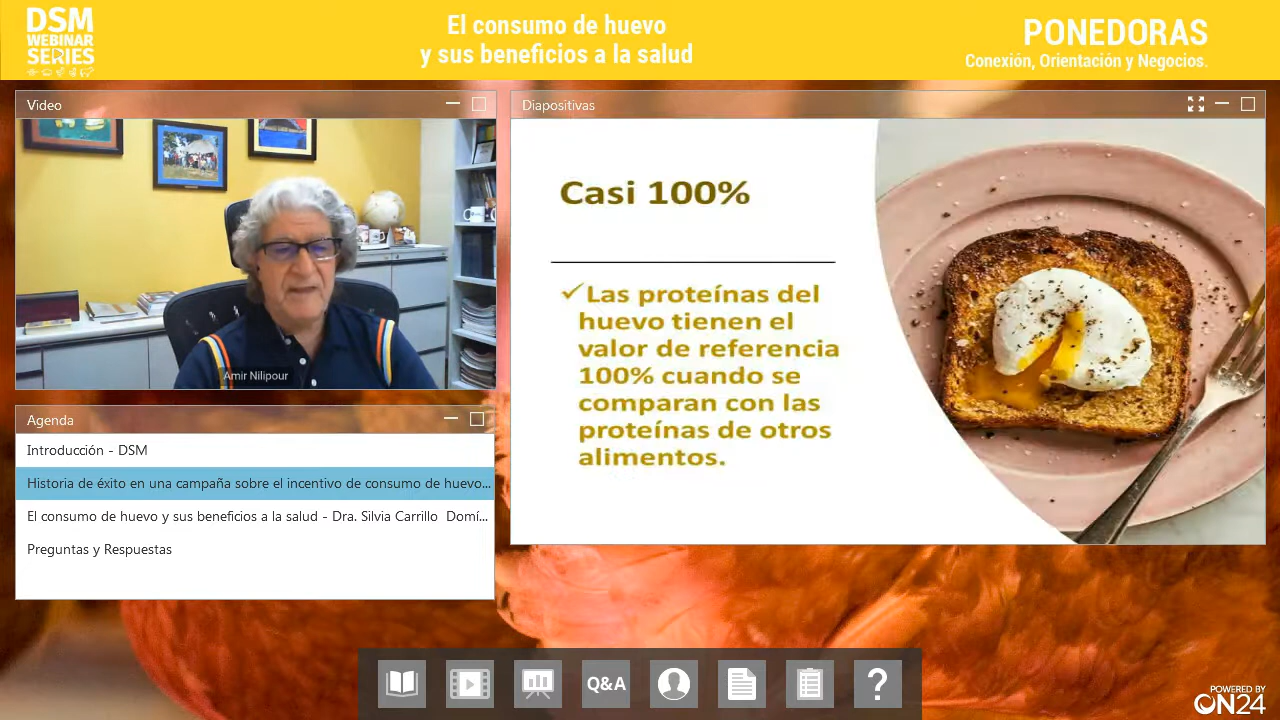 DSM
WEBINAR
SERIES
El consumo de huevo
y sus beneficios a la salud
PONEDORAS
Conexión, Orientación y Negocios.
Video
Amir Nilipour
Agenda
Introducción - DSM
Historia de éxito en una campaña sobre el incentivo de consumo de huevo...
El consumo de huevo y sus beneficios a la salud - Dra. Silvia Carrillo Domí...
Preguntas y Respuestas
Diapositivas
Casi 100%
✓Las proteínas del
huevo tienen el
valor de referencia
100% cuando se
comparan con las
proteínas de otros
alimentos.
Q&A
?
POWERED BY
ON24